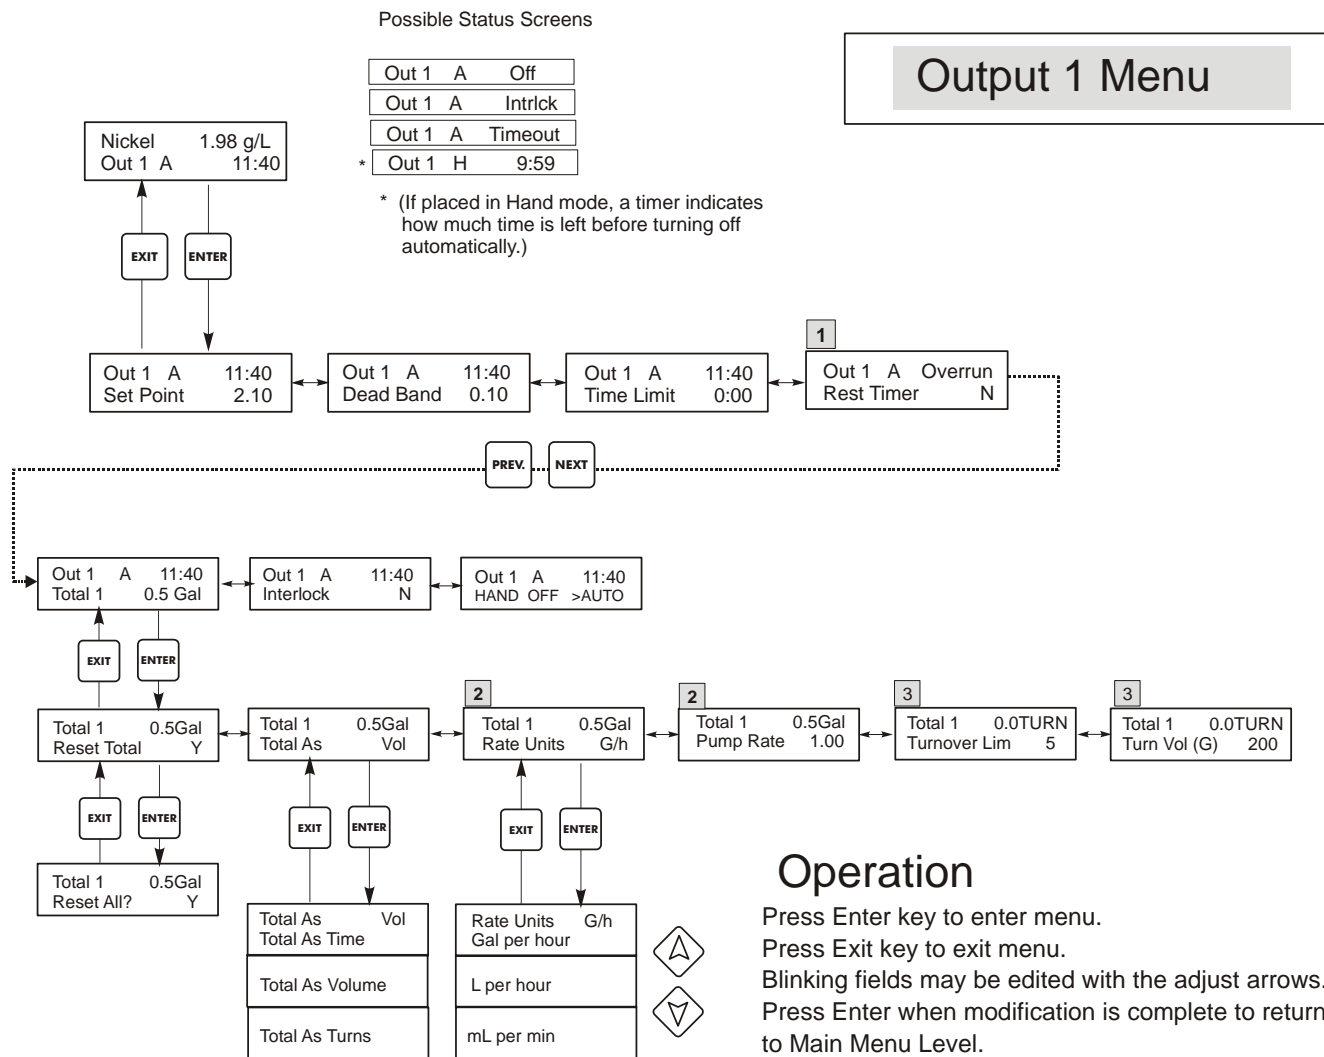 Possible Status Screens
Output 1 Menu
Out 1 A Off
Out 1 A Intrlck
Out 1 A Timeout
* Out 1 H 9:59
* (If placed in Hand mode, a timer indicates
how much time is left before turning off
automatically.)
Nickel 1.98 g/L
Out 1 A 11:40
EXIT ENTER
1
Out 1 A 11:40
Set Point 2.10
Out 1 A 11:40
Dead Band 0.10
Out 1 A 11:40
Time Limit 0:00
Out 1 A Overrun
Rest Timer N
PREV. NEXT
Out 1 A 11:40
Total 1 0.5 Gal
Out 1 A 11:40
Interlock N
Out 1 A 11:40
HAND OFF >AUTO
EXIT ENTER
Total 1 0.5Gal
Reset Total Y
Total 1 0.5Gal
Total As Vol
2
Total 1 0.5Gal
Rate Units G/h
2
Total 1 0.5Gal
Pump Rate 1.00
3
Total 1 0.0TURN
Turnover Lim 5
3
Total 1 0.0TURN
Turn Vol (G) 200
EXIT ENTER
EXIT ENTER
EXIT ENTER
Total 1 0.5Gal
Reset All? Y
Total As Vol
Total As Time
Total As Volume
Total As Turns
Rate Units G/h
Gal per hour
L per hour
mL per min
Operation
Press Enter key to enter menu.
Press Exit key to exit menu.
Blinking fields may be edited with the adjust arrows.
Press Enter when modification is complete to return
to Main Menu Level.